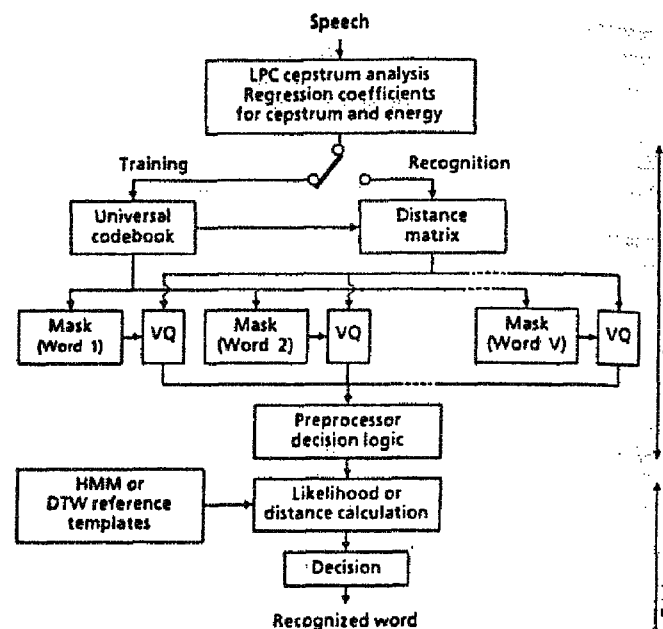 Speech
LPC cepstrum analysis
Regression coefficients
for cepstrum and energy
Training
Recognition
Universal
codebook
Distance
matrix
Mask
(Word 1)
VQ
Mask
(Word 2)
VQ
Mask
(Word V)
VQ
Preprocessor
decision logic
HMM or
DTW reference
templates
Likelihood or
distance calculation
Decision
Recognized word